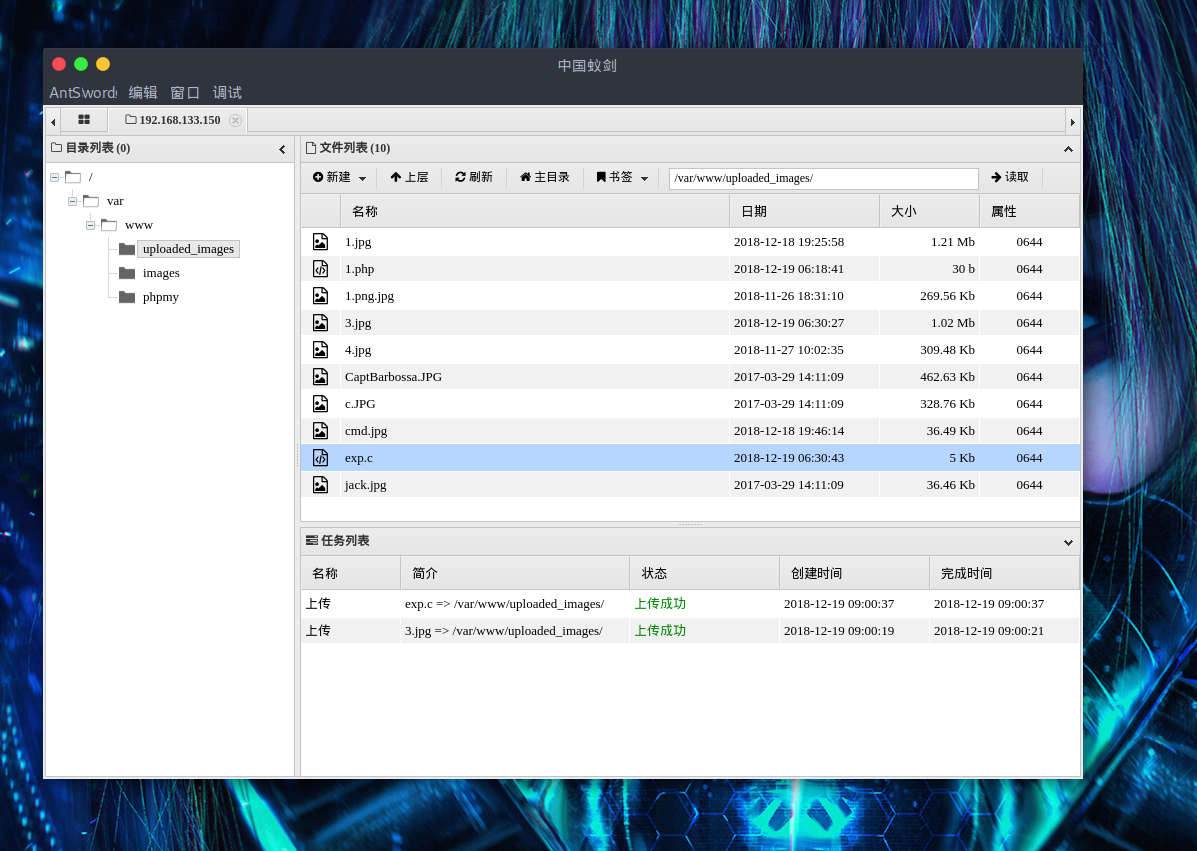 中国蚁剑
AntSword 编辑 窗口 调试
192.168.133.150
目录列表 (0)
/
var
www
uploaded_images
images
phpmy
文件列表 (10)
新建 上层 刷新 主目录 书签 /var/www/uploaded_images/ 读取
名称 日期 大小 属性
1.jpg 2018-12-18 19:25:58 1.21 Mb 0644
1.php 2018-12-19 06:18:41 30 b 0644
1.png.jpg 2018-11-26 18:31:10 269.56 Kb 0644
3.jpg 2018-12-19 06:30:27 1.02 Mb 0644
4.jpg 2018-11-27 10:02:35 309.48 Kb 0644
CaptBarbossa.JPG 2017-03-29 14:11:09 462.63 Kb 0644
c.JPG 2017-03-29 14:11:09 328.76 Kb 0644
cmd.jpg 2018-12-18 19:46:14 36.49 Kb 0644
exp.c 2018-12-19 06:30:43 5 Kb 0644
jack.jpg 2017-03-29 14:11:09 36.46 Kb 0644
任务列表
名称 简介 状态 创建时间 完成时间
上传 exp.c => /var/www/uploaded_images/ 上传成功 2018-12-19 09:00:37 2018-12-19 09:00:37
上传 3.jpg => /var/www/uploaded_images/ 上传成功 2018-12-19 09:00:19 2018-12-19 09:00:21